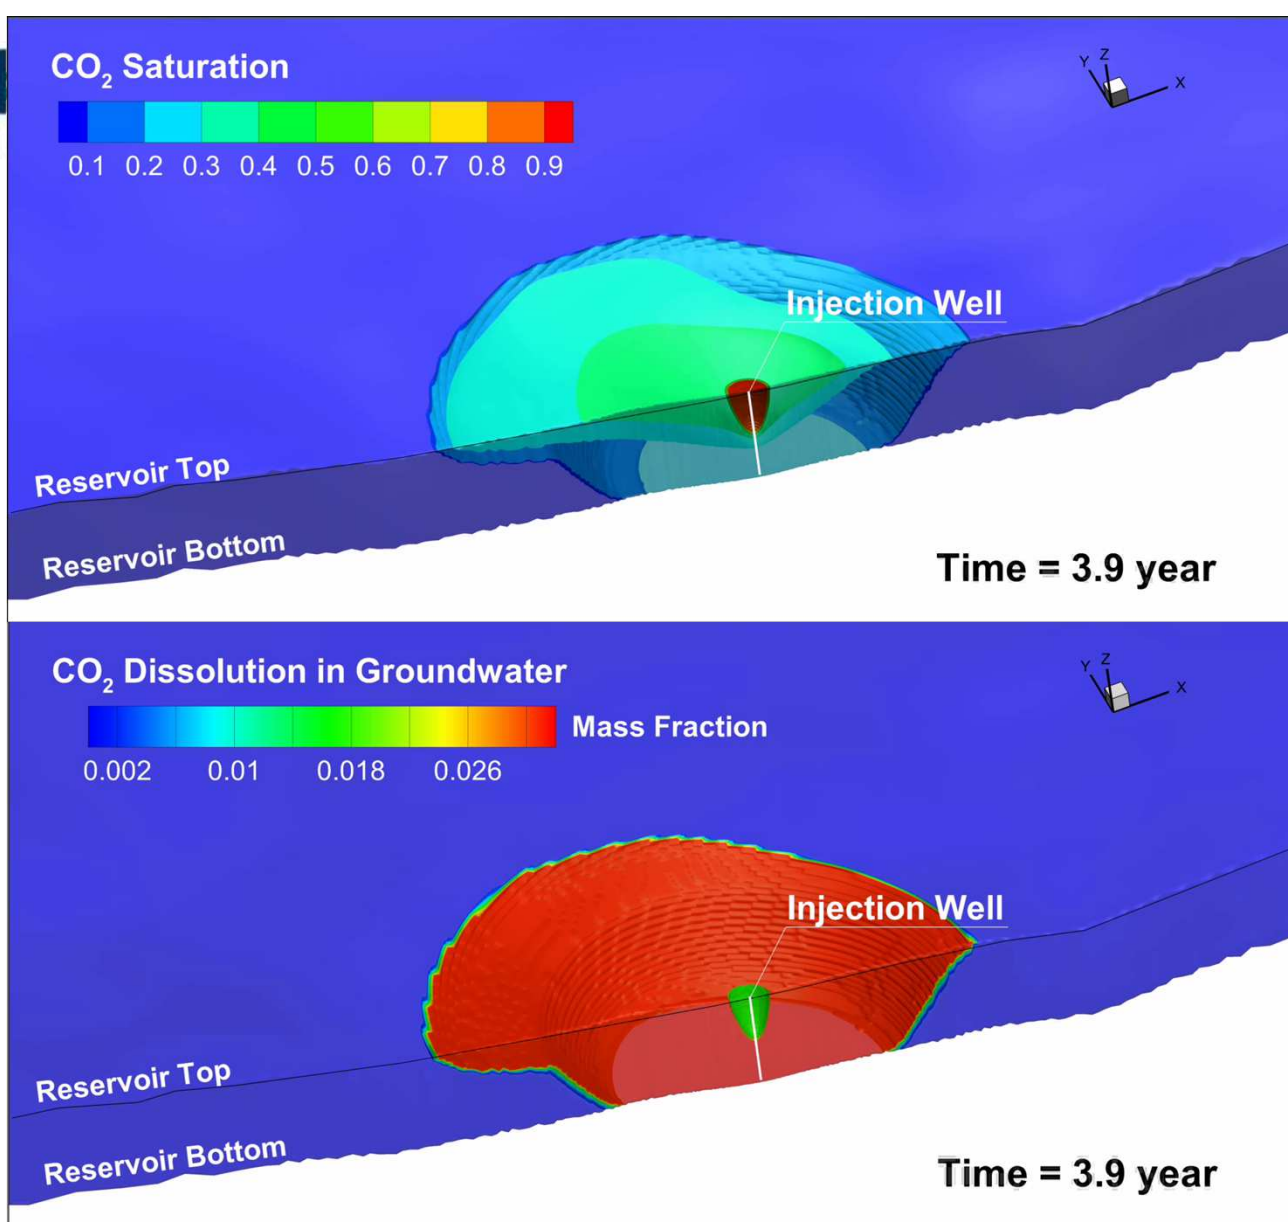 CO₂ Saturation
0.1 0.2 0.3 0.4 0.5 0.6 0.7 0.8 0.9
Y Z X
Injection Well
Reservoir Top
Reservoir Bottom
Time = 3.9 year
CO₂ Dissolution in Groundwater
Mass Fraction
0.002 0.01 0.018 0.026
Y Z X
Injection Well
Reservoir Top
Reservoir Bottom
Time = 3.9 year